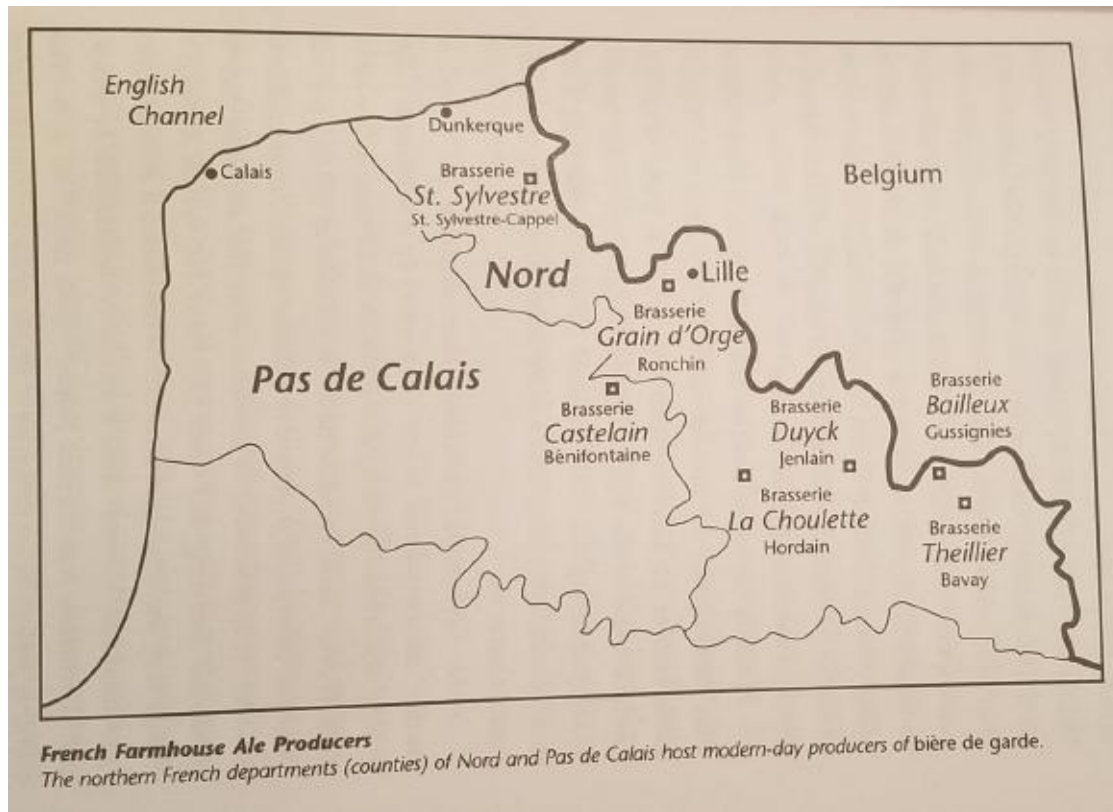 English
Channel
Dunkerque
Calais
Brasserie
St. Sylvestre
St. Sylvestre-Cappel
Belgium
Nord
Lille
Brasserie
Grain d'Orge
Ronchin
Pas de Calais
Brasserie
Castelain
Bénifontaine
Brasserie
Duyck
Jenlain
Brasserie
Bailleux
Gussignies
Brasserie
La Choulette
Hordain
Brasserie
Theillier
Bavay
French Farmhouse Ale Producers
The northern French departments (counties) of Nord and Pas de Calais host modern-day producers of bière de garde.